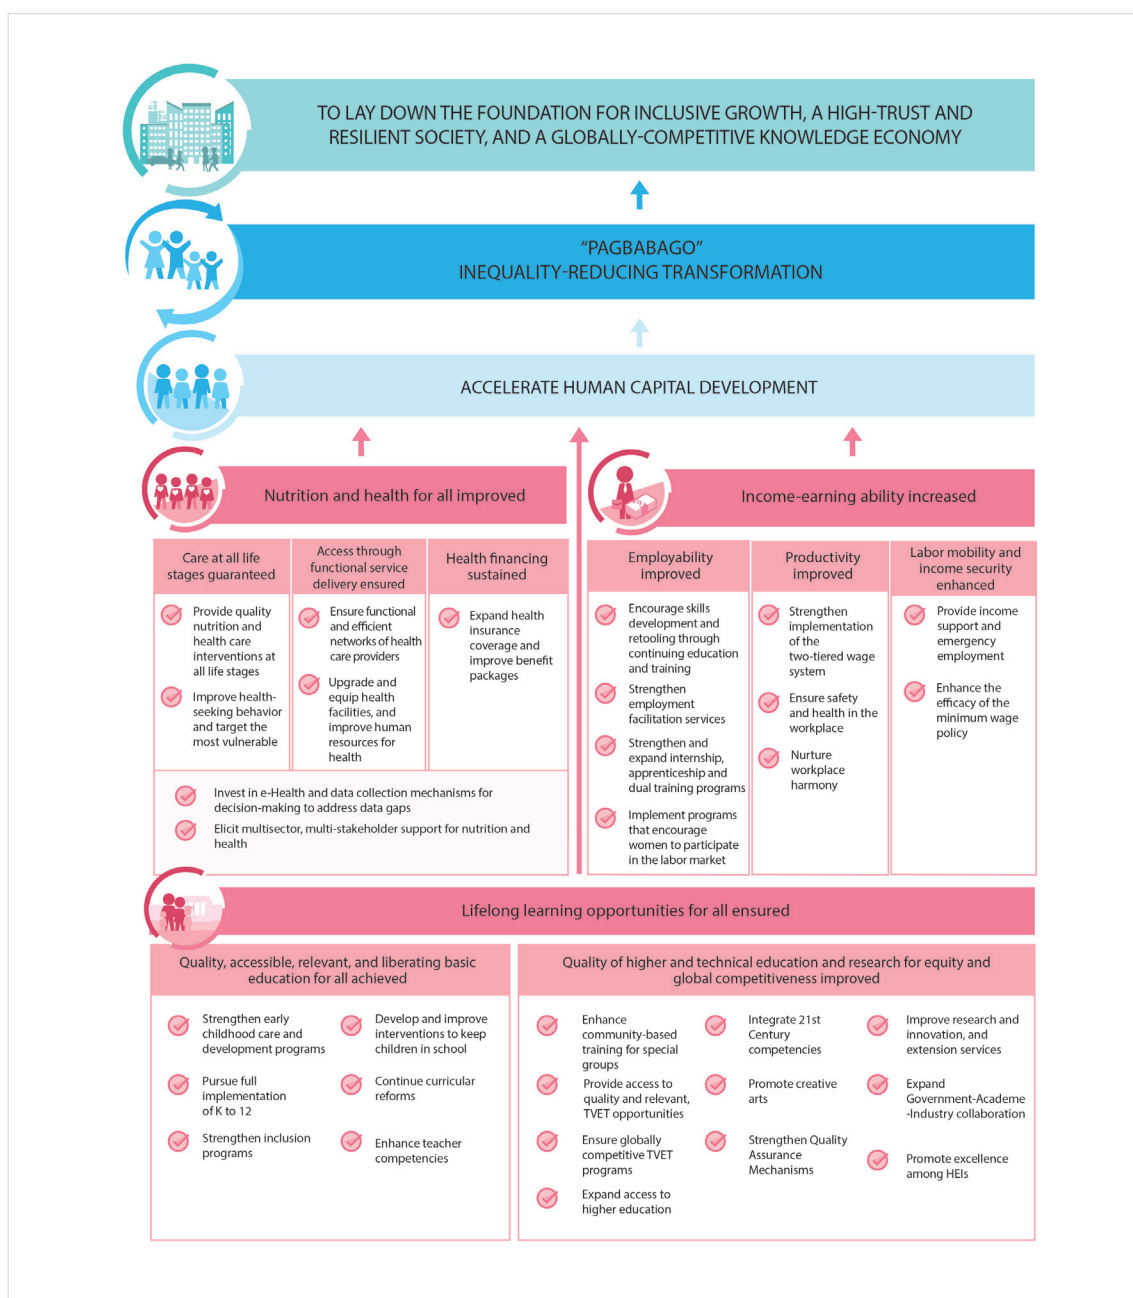 TO LAY DOWN THE FOUNDATION FOR INCLUSIVE GROWTH, A HIGH-TRUST AND
RESILIENT SOCIETY, AND A GLOBALLY-COMPETITIVE KNOWLEDGE ECONOMY
“PAGBABAGO”
INEQUALITY-REDUCING TRANSFORMATION
ACCELERATE HUMAN CAPITAL DEVELOPMENT
Nutrition and health for all improved
Care at all life
stages guaranteed
Provide quality
nutrition and
health care
interventions at
all life stages
Improve health-
seeking behavior
and target the
most vulnerable
Access through
functional service
delivery ensured
Ensure functional
and efficient
networks of health
care providers
Upgrade and
equip health
facilities, and
improve human
resources for
health
Health financing
sustained
Expand health
insurance
coverage and
improve benefit
packages
Invest in e-Health and data collection mechanisms for
decision-making to address data gaps
Elicit multisector, multi-stakeholder support for nutrition and
health
Income-earning ability increased
Employability
improved
Encourage skills
development and
retooling through
continuing education
and training
Strengthen
employment
facilitation services
Strengthen and
expand internship,
apprenticeship and
dual training programs
Implement programs
that encourage
women to participate
in the labor market
Productivity
improved
Strengthen
implementation
of the
two-tiered wage
system
Ensure safety
and health in the
workplace
Nurture
workplace
harmony
Labor mobility and
income security
enhanced
Provide income
support and
emergency
employment
Enhance the
efficacy of the
minimum wage
policy
Lifelong learning opportunities for all ensured
Quality, accessible, relevant, and liberating basic
education for all achieved
Strengthen early
childhood care and
development programs
Pursue full
implementation
of K to 12
Strengthen inclusion
programs
Develop and improve
interventions to keep
children in school
Continue curricular
reforms
Enhance teacher
competencies
Quality of higher and technical education and research for equity and
global competitiveness improved
Enhance
community-based
training for special
groups
Provide access to
quality and relevant,
TVET opportunities
Ensure globally
competitive TVET
programs
Expand access to
higher education
Integrate 21st
Century
competencies
Promote creative
arts
Strengthen Quality
Assurance
Mechanisms
Improve research and
innovation, and
extension services
Expand
Government-Academe
-Industry collaboration
Promote excellence
among HEIs